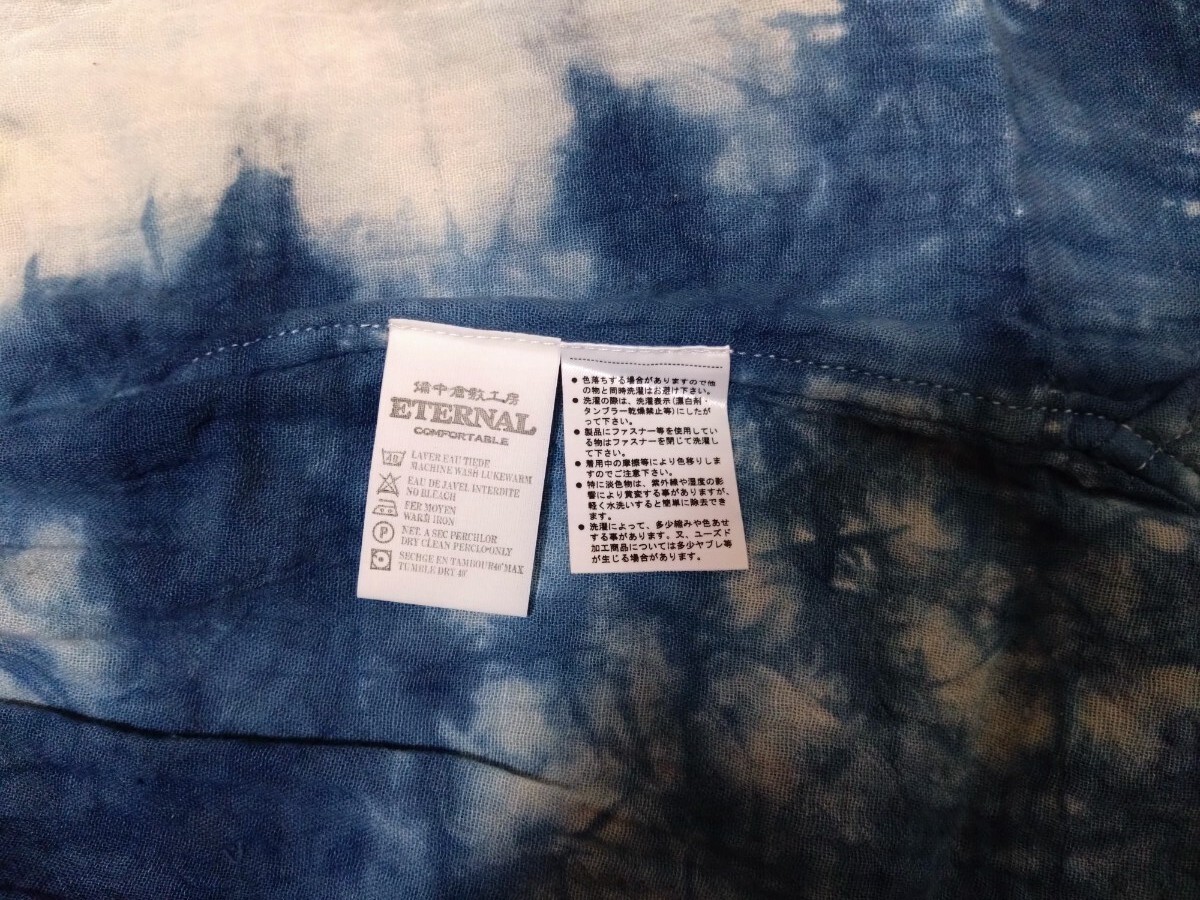 備中倉敷工房
ETERNAL
COMFORTABLE
40
LAVER EAU TIEDE
MACHINE WASH LUKEWARM
EAU DE JAVEL INTERDITE
NO BLEACH
FER MOYEN
WARM IRON
P
NET. A SEC PERCHLOR
DRY CLEAN PERCLO*ONLY
SECHGE EN TAMBOUR40°MAX
TUMBLE DRY 40°
● 色落ちする場合がありますので他
の物と同時洗濯はお避け下さい。
● 洗濯の際は、洗濯表示(漂白剤・
タンブラー乾燥禁止等)にしたが
って下さい。
● 製品にファスナー等を使用してい
る物はファスナーを閉じて洗濯し
て下さい。
● 着用中の摩擦等により色移りしま
すのでご注意下さい。
● 特に淡色物は、紫外線や湿度の影
響により黄変する事がありますが、
軽く水洗いすると簡単に除去でき
ます。
● 洗濯によって、多少縮みや色あせ
する事があります。又、ユーズド
加工商品については多少ヤブレ等
が生じる場合があります。